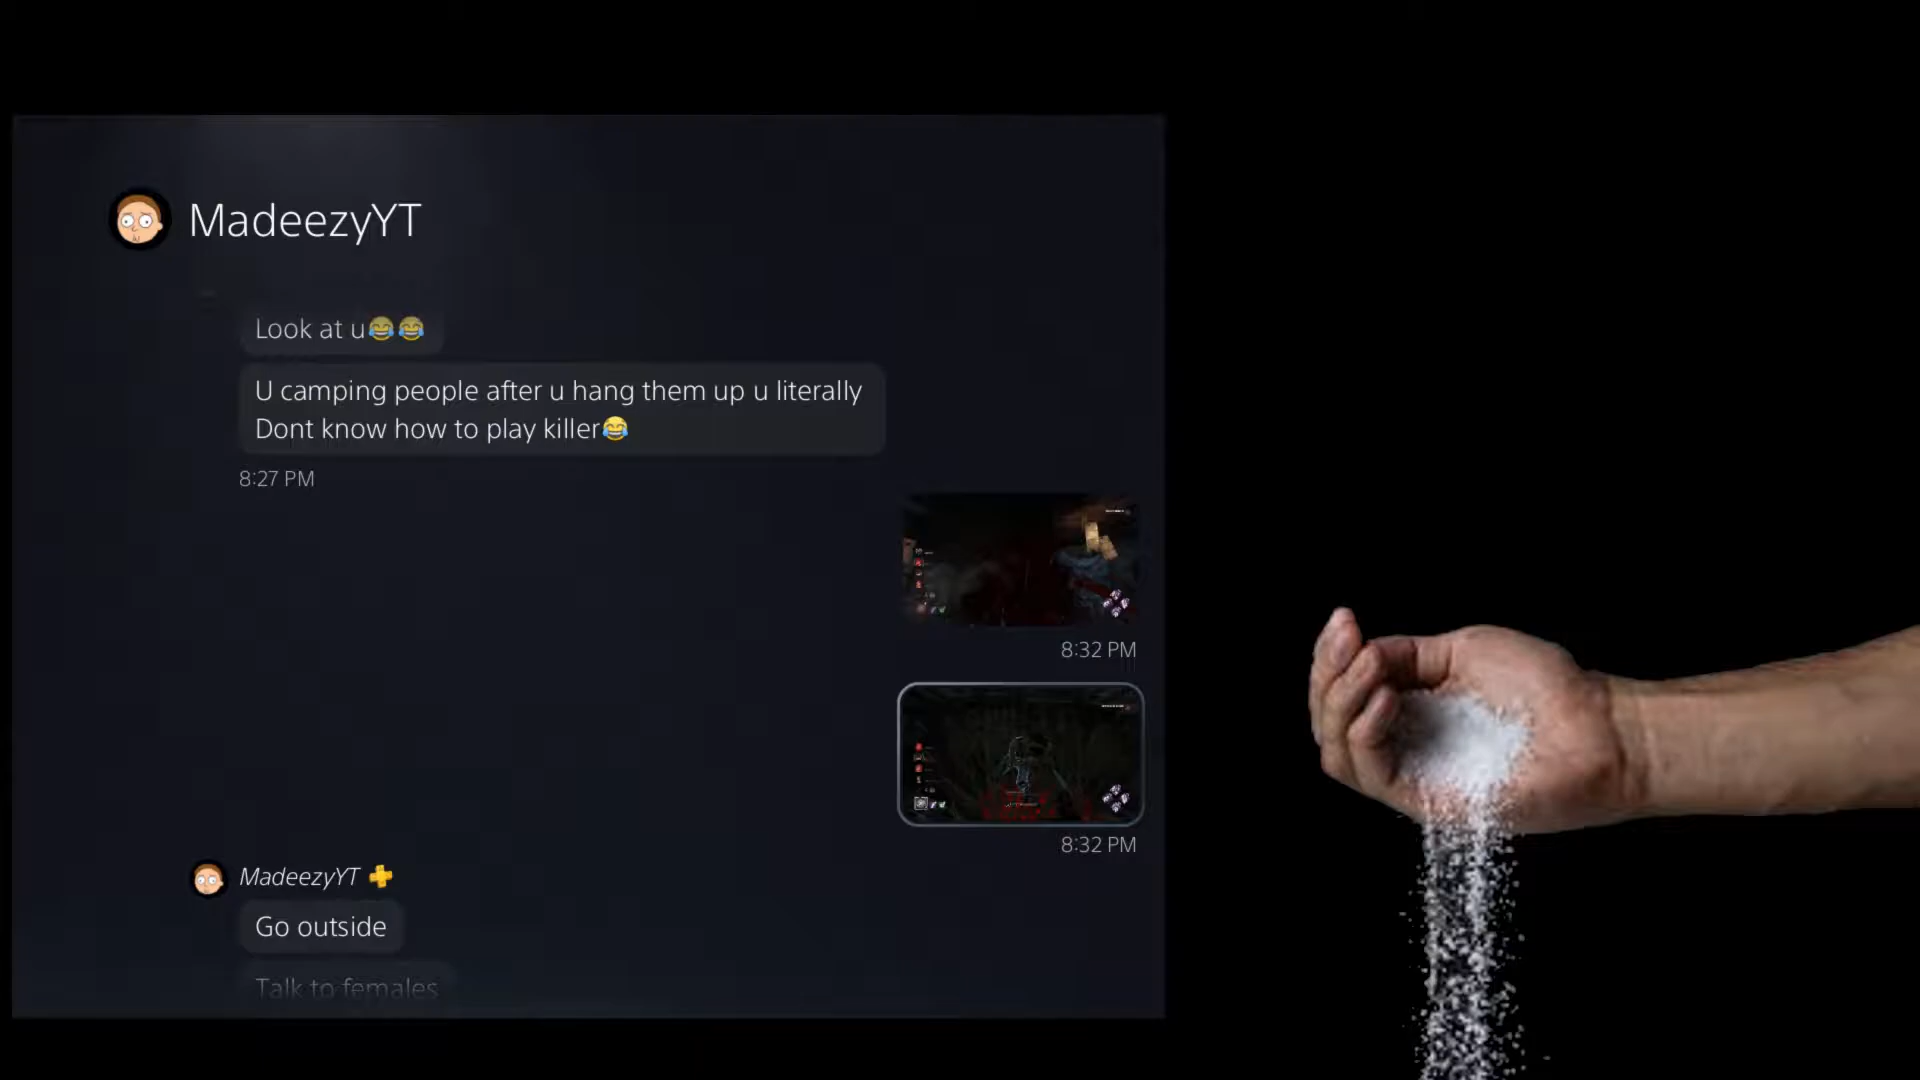 MadeezyYT
Look at u😂😂
U camping people after u hang them up u literally
Dont know how to play killer😂
8:27 PM
8:32 PM
8:32 PM
MadeezyYT
Go outside
Talk to females